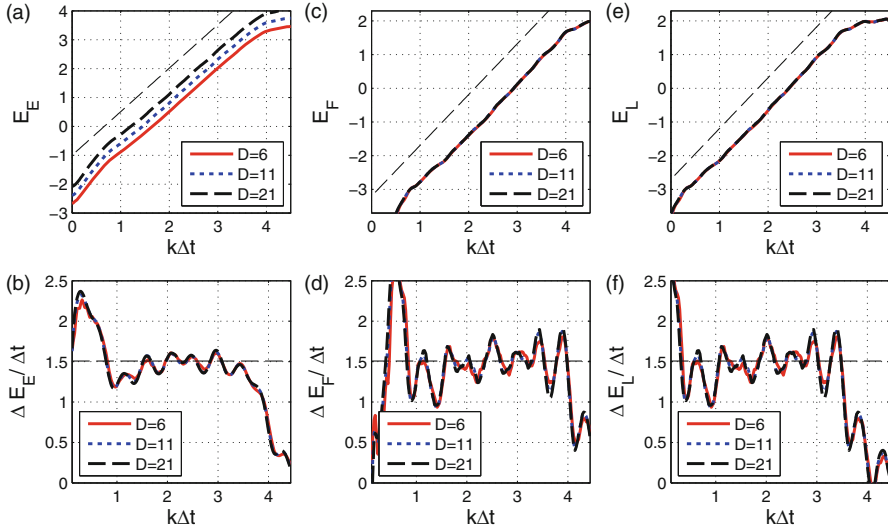 (a)
4
3
2
1
0
−1
−2
−3
E_E
0 1 2 3 4
kΔt
D=6
D=11
D=21
(c)
2
1
0
−1
−2
−3
E_F
0 1 2 3 4
kΔt
D=6
D=11
D=21
(e)
2
1
0
−1
−2
−3
E_L
0 1 2 3 4
kΔt
D=6
D=11
D=21
(b)
2.5
2
1.5
1
0.5
0
Δ E_E/ Δt
1 2 3 4
kΔt
D=6
D=11
D=21
(d)
2.5
2
1.5
1
0.5
0
Δ E_F/ Δt
1 2 3 4
kΔt
D=6
D=11
D=21
(f)
2.5
2
1.5
1
0.5
0
Δ E_L/ Δt
1 2 3 4
kΔt
D=6
D=11
D=21